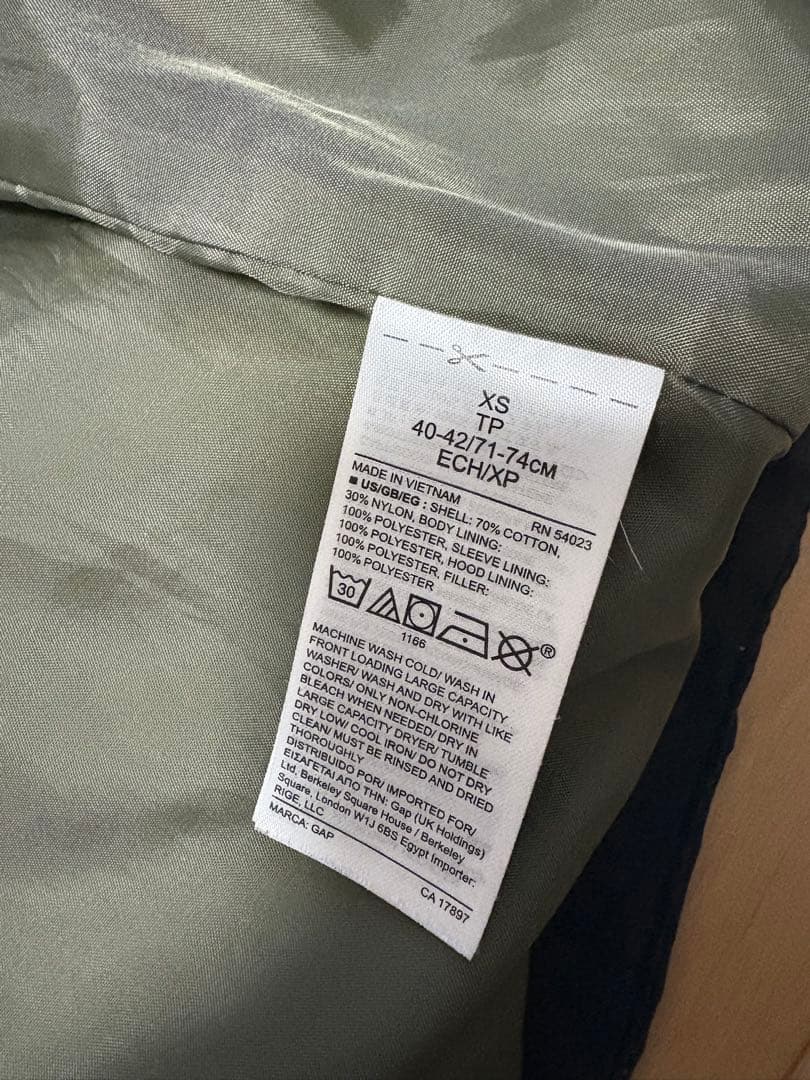 XS
TP
40-42/71-74CM
ECH/XP
MADE IN VIETNAM
RN 54023
■ US/GB/EG : SHELL: 70% COTTON,
30% NYLON, BODY LINING:
100% POLYESTER, SLEEVE LINING:
100% POLYESTER, HOOD LINING:
100% POLYESTER, FILLER:
100% POLYESTER.
30
®
1166
MACHINE WASH COLD/ WASH IN
FRONT LOADING LARGE CAPACITY
WASHER/ WASH AND DRY WITH LIKE
COLORS/ ONLY NON-CHLORINE
BLEACH WHEN NEEDED/ DRY IN
LARGE CAPACITY DRYER/ TUMBLE
DRY LOW/ COOL IRON/ DO NOT DRY
CLEAN/ MUST BE RINSED AND DRIED
THOROUGHLY
DISTRIBUIDO POR/ IMPORTED FOR/
ΕΙΣΑΓΕΤΑΙ ΑΠΟ ΤΗΝ: Gap (UK Holdings)
Ltd, Berkeley Square House / Berkeley
Square, London W1J 6BS Egypt Importer:
RIGE, LLC
MARCA: GAP
CA 17897